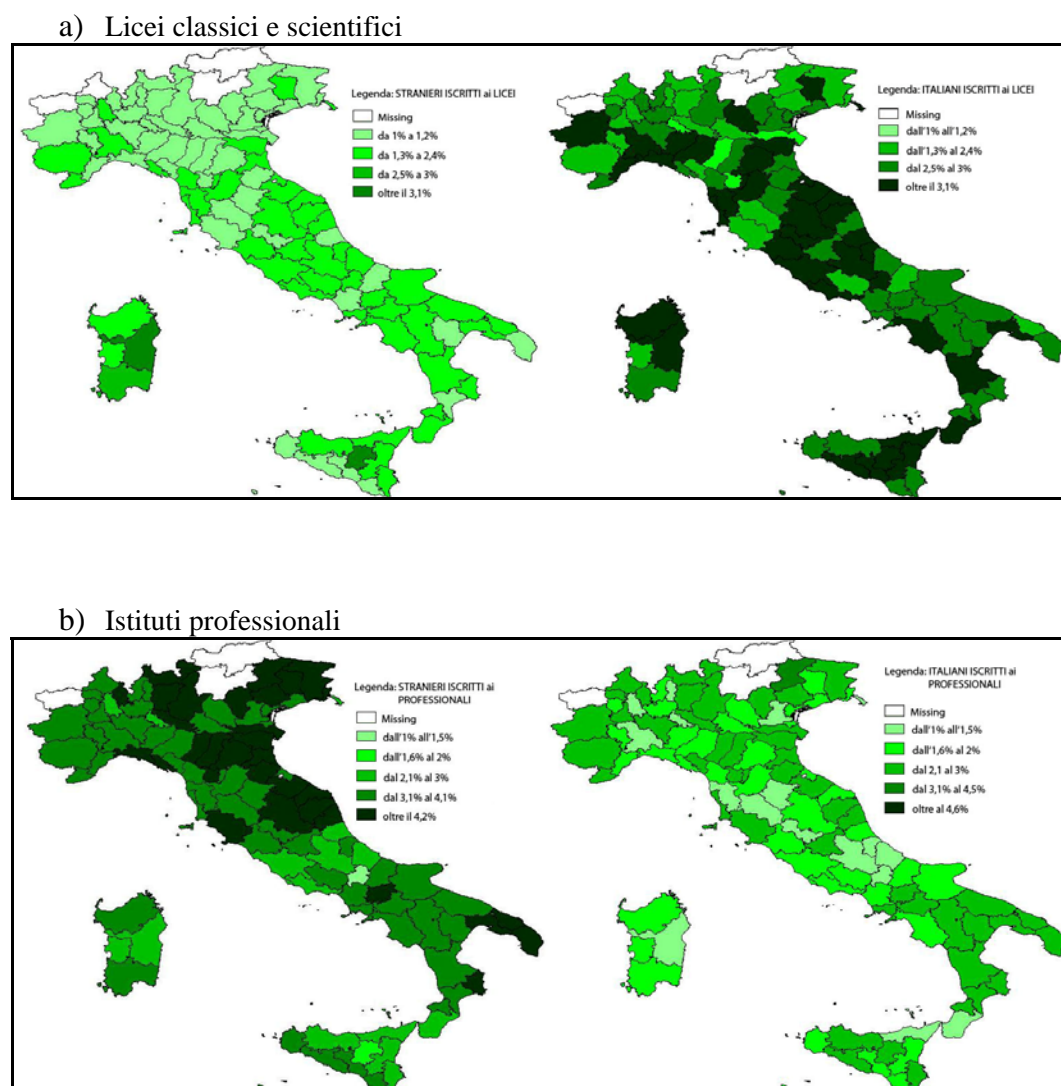 a) Licei classici e scientifici
Legenda: STRANIERI ISCRITTI ai LICEI
Missing
da 1% a 1,2%
da 1,3% a 2,4%
da 2,5% a 3%
oltre il 3,1%
Legenda: ITALIANI ISCRITTI ai LICEI
Missing
dall'1% all'1,2%
dall'1,3% al 2,4%
dal 2,5% al 3%
oltre il 3,1%
b) Istituti professionali
Legenda: STRANIERI ISCRITTI ai
PROFESSIONALI
Missing
dall'1% all'1,5%
dall'1,6% al 2%
dal 2,1% al 3%
dal 3,1% al 4,1%
oltre il 4,2%
Legenda: ITALIANI ISCRITTI ai
PROFESSIONALI
Missing
dall'1% all'1,5%
dall'1,6% al 2%
dal 2,1 al 3%
dal 3,1% al 4,5%
oltre al 4,6%